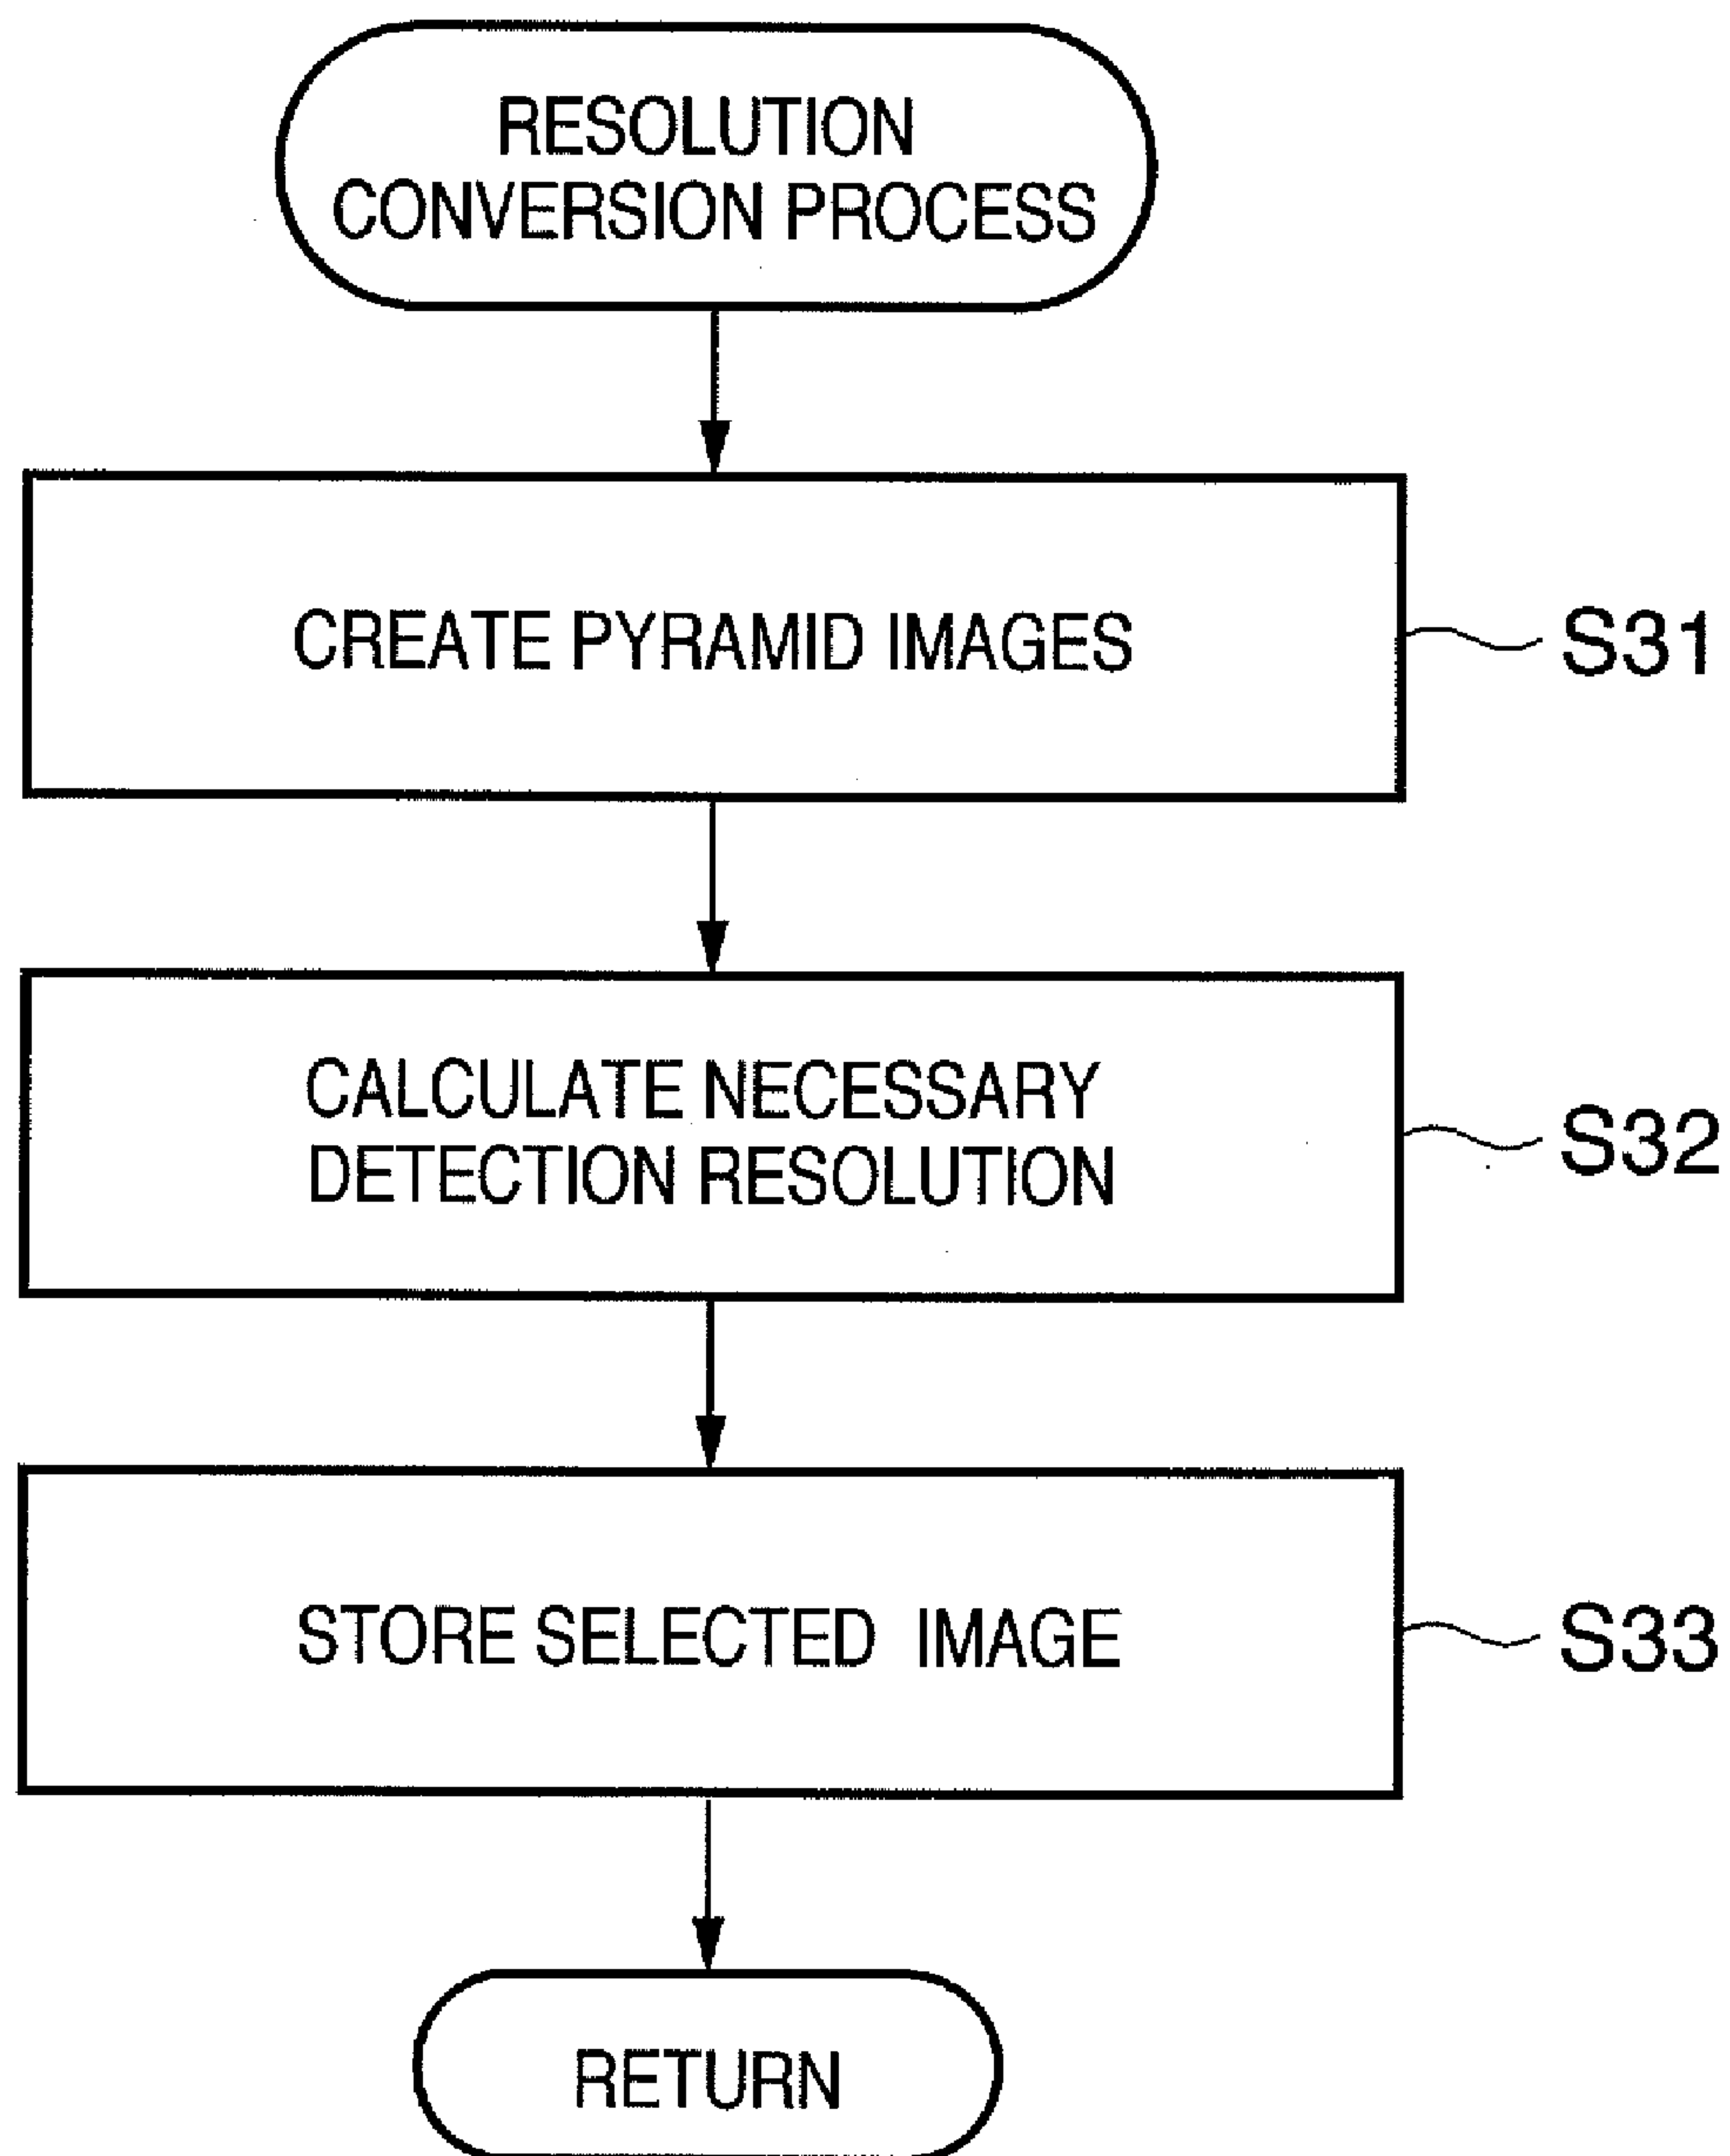 RESOLUTION
CONVERSION PROCESS
CREATE PYRAMID IMAGES
S31
CALCULATE NECESSARY
DETECTION RESOLUTION
S32
STORE SELECTED IMAGE
S33
RETURN